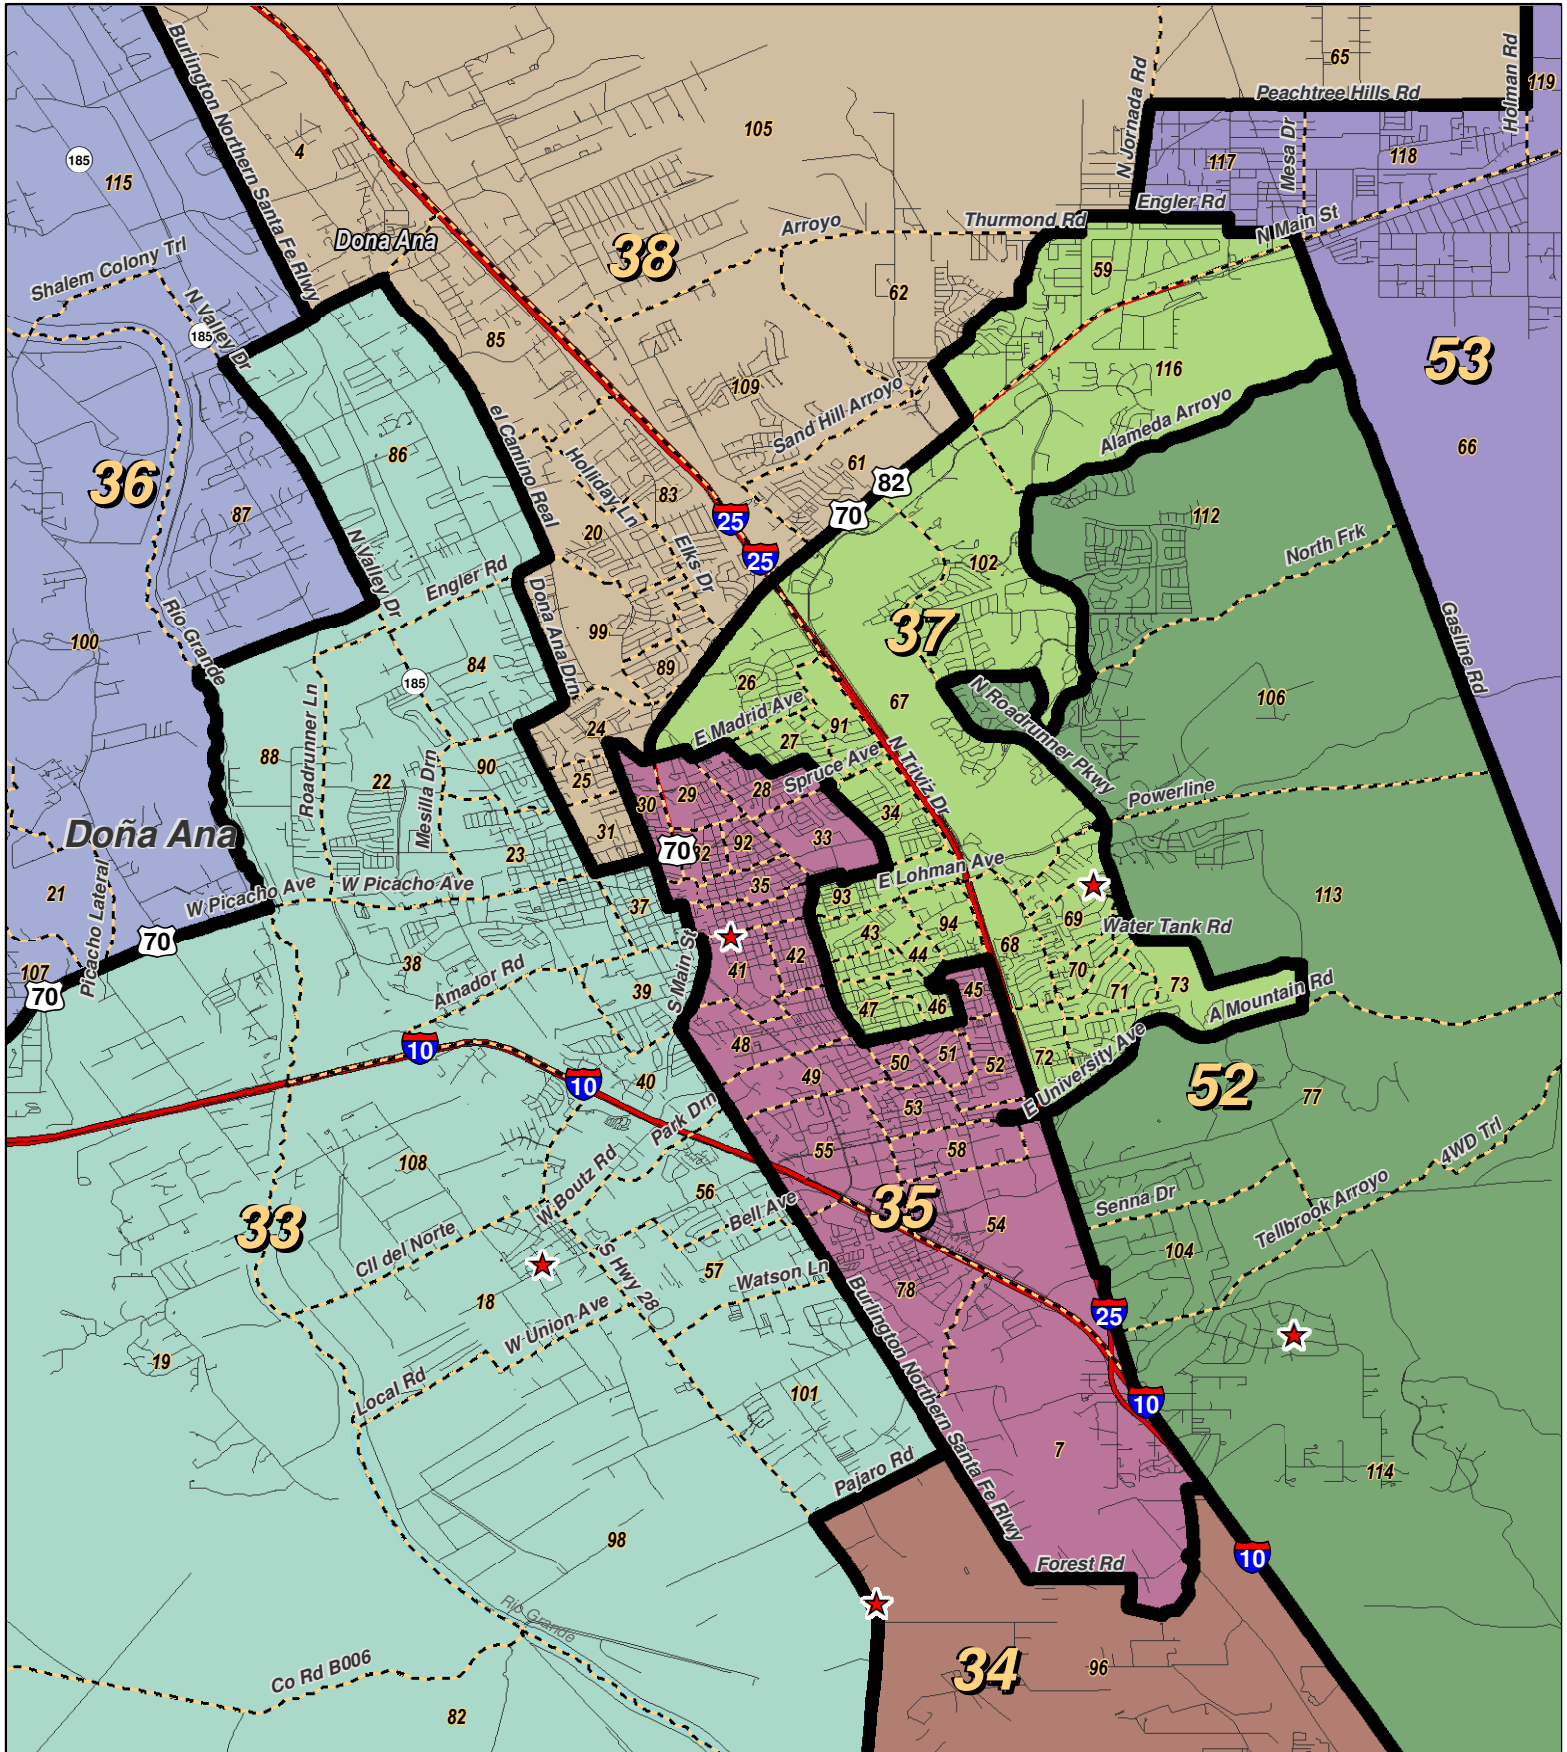 65
119
Holman Rd
Peachtree Hills Rd
Burlington Northern Santa Fe Rlwy
N Jornada Rd
Mesa Dr
105
4
185
115
117
118
Engler Rd
Thurmond Rd
Arroyo
N Main St
Dona Ana
38
Shalem Colony Trl
59
62
N Valley Dr
185
85
53
116
109
Sand Hill Arroyo
Alameda Arroyo
el Camino Real
66
86
Holliday Ln
61
36
82
83
87
25
70
112
20
25
Elks Dr
North Frk
N Valley Dr
Engler Rd
102
Dona Ana Drn
Rio Grande
37
99
100
Gasline Rd
84
89
185
26
N Roadrunner Pkwy
106
67
Roadrunner Ln
E Madrid Ave
24
91
27
88
Mesilla Drn
90
22
25
Spruce Ave
N Triviz Dr
28
29
30
Powerline
34
Doña Ana
31
33
92
70
23
E Lohman Ave
21
Picacho Lateral
W Picacho Ave
W Picacho Ave
35
93
113
37
69
94
Water Tank Rd
43
70
68
S Main St
44
42
38
41
107
70
Amador Rd
70
73
45
71
39
A Mountain Rd
46
47
48
10
51
50
72
52
E University Ave
49
10
40
52
77
Park Drn
53
55
58
4WD Trl
108
W Boutz Rd
56
Senna Dr
35
Tellbrook Arroyo
33
Bell Ave
54
Cll del Norte
104
S Hwy 28
57
Watson Ln
78
18
W Union Ave
25
19
Burlington Northern Santa Fe Rlwy
Local Rd
101
10
7
Pajaro Rd
114
98
10
Forest Rd
Rio Grande
34
96
Co Rd B006
82